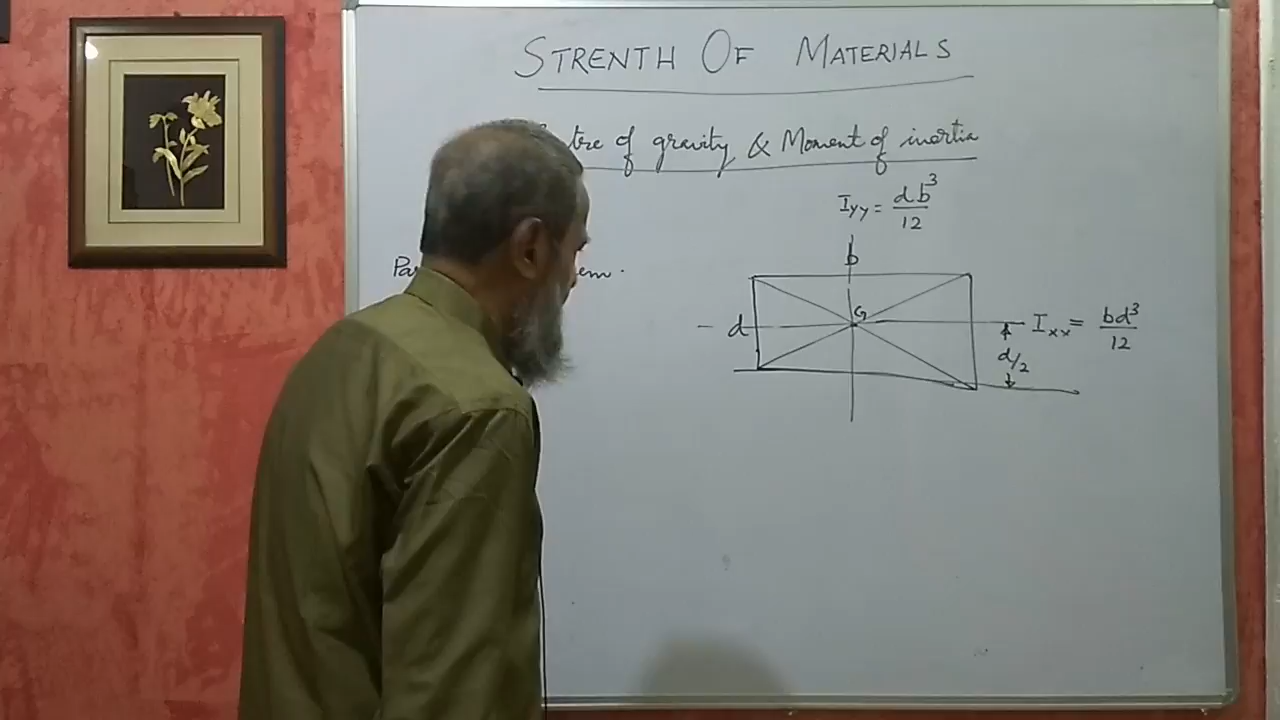 STRENTH OF MATERIALS
of gravity & Moment of inertia
Iyy = db³/12
b
G
d
Ixx = bd³/12
d/2